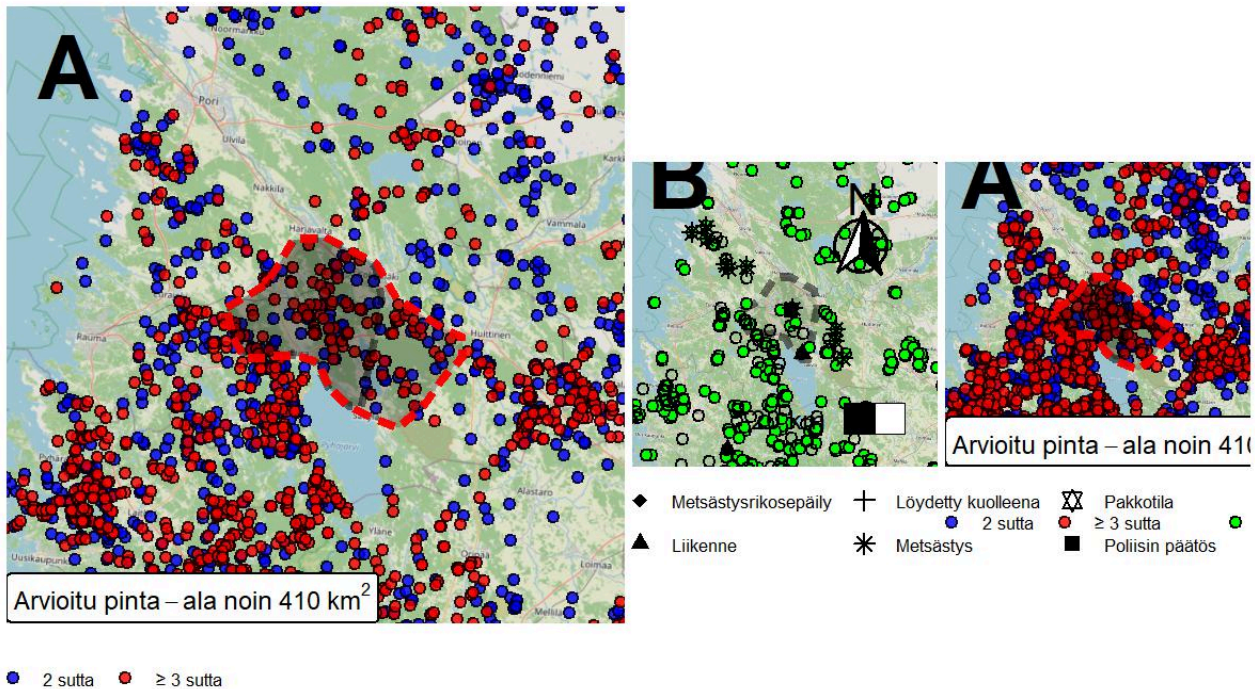 A
Noormarkku
Pori
Ulvila
Nakkila
Harjavalta
Vammala
Rauma
Huittinen
Alastaro
Yläne
Uusikaupunki
Loimaa
Mellilä
Arvioitu pinta – ala noin 410 km²
2 sutta
≥ 3 sutta
B
N
A
Arvioitu pinta – ala noin 410
Metsästysrikosepäily
Löydetty kuolleena
Pakkotila
2 sutta
≥ 3 sutta
Liikenne
Metsästys
Poliisin päätös